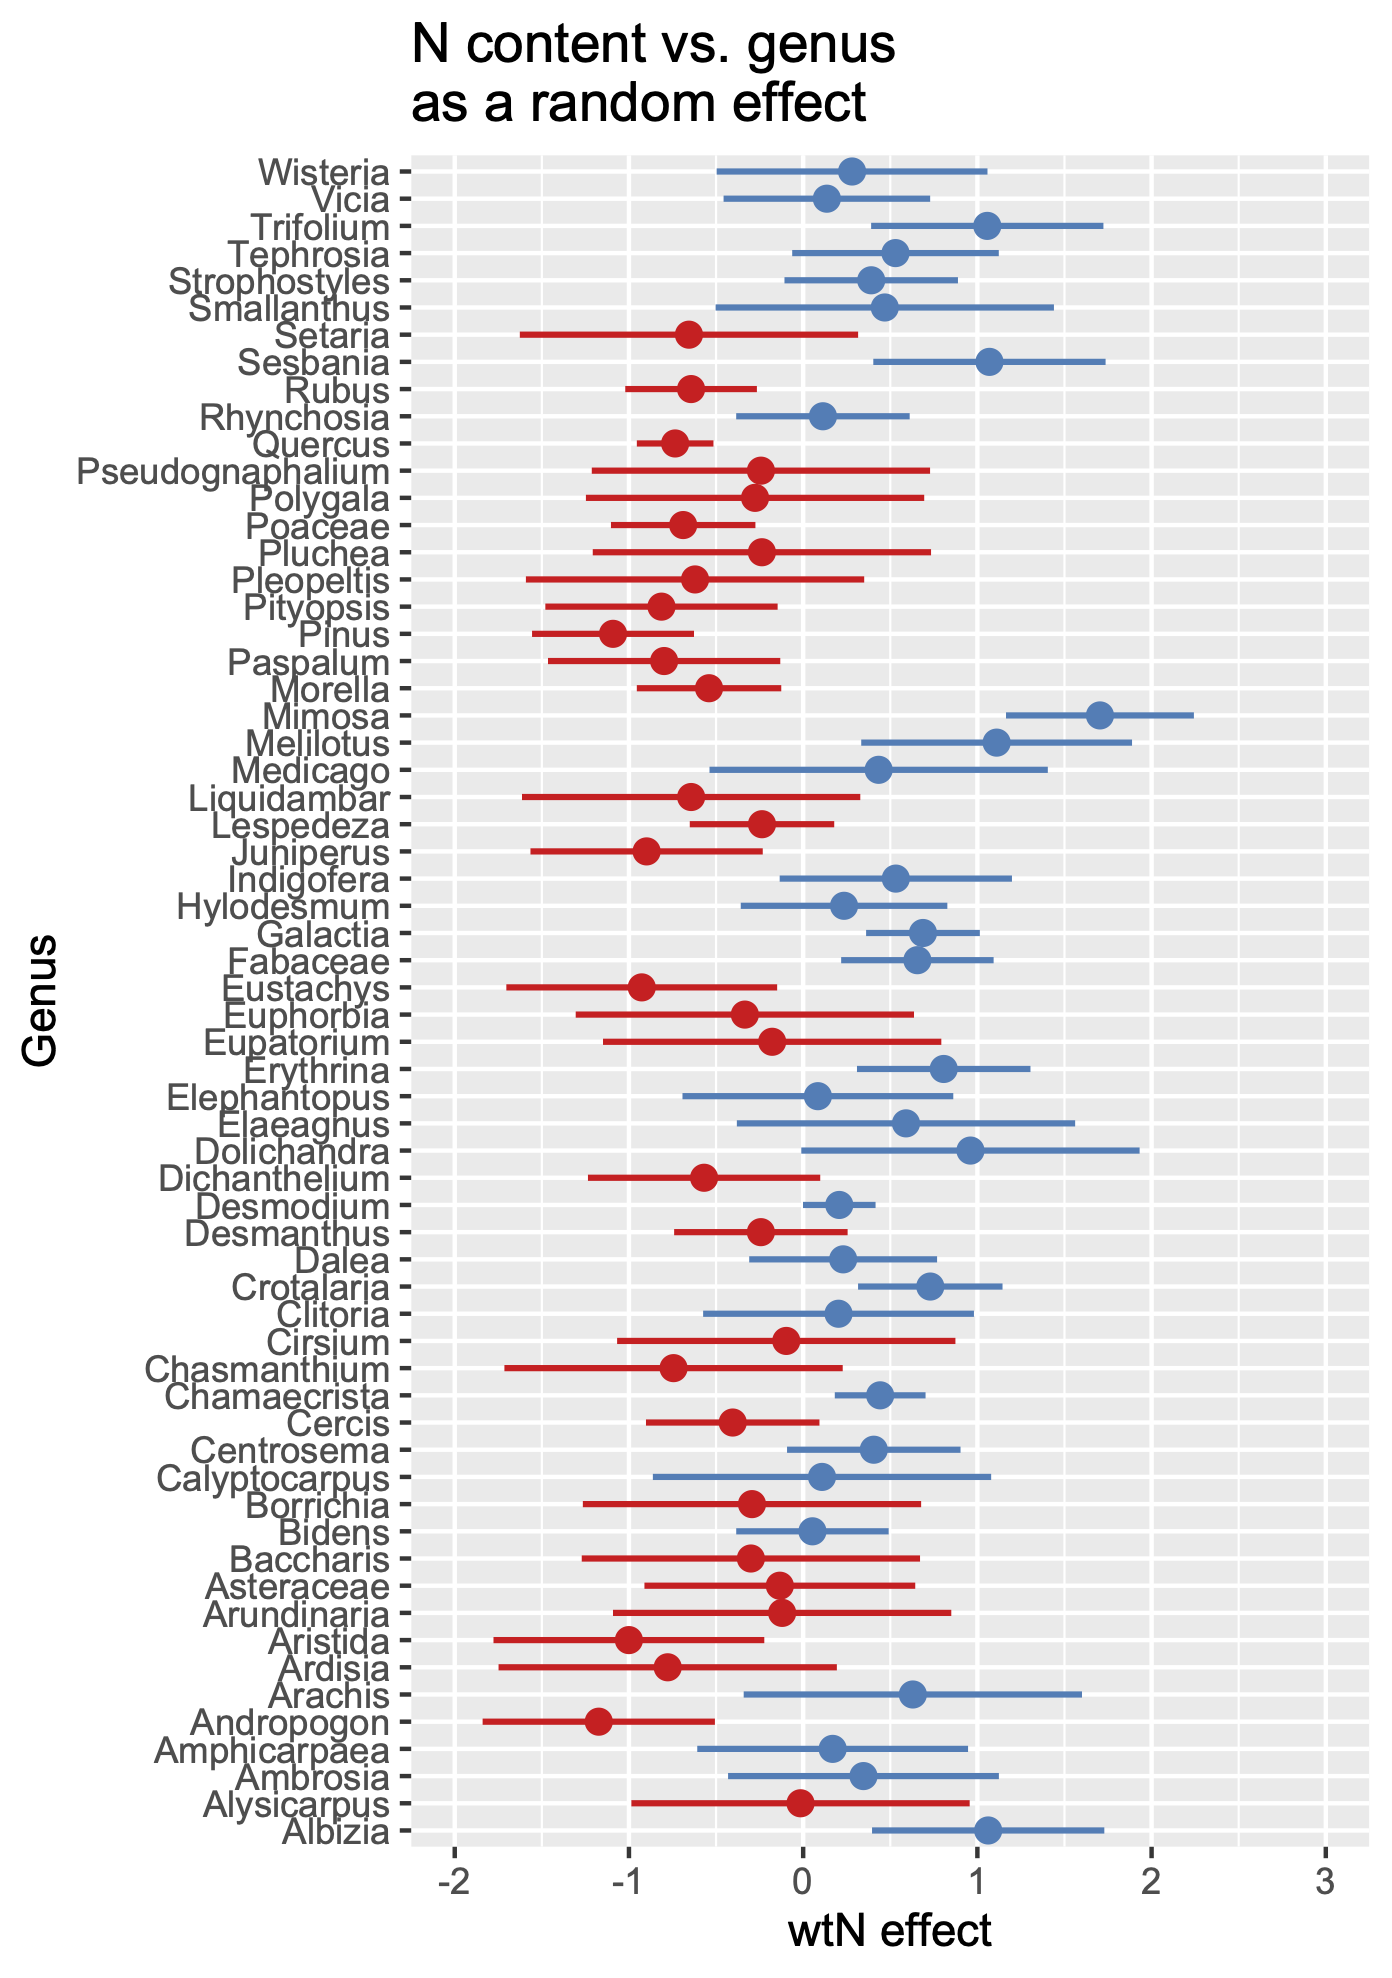 N content vs. genus
as a random effect
Wisteria
Vicia
Trifolium
Tephrosia
Strophostyles
Smallanthus
Setaria
Sesbania
Rubus
Rhynchosia
Quercus
Pseudognaphalium
Polygala
Poaceae
Pluchea
Pleopeltis
Pityopsis
Pinus
Paspalum
Morella
Mimosa
Melilotus
Medicago
Liquidambar
Lespedeza
Juniperus
Indigofera
Hylodesmum
Galactia
Fabaceae
Eustachys
Euphorbia
Eupatorium
Erythrina
Elephantopus
Elaeagnus
Dolichandra
Dichanthelium
Desmodium
Desmanthus
Dalea
Crotalaria
Clitoria
Cirsium
Chasmanthium
Chamaecrista
Cercis
Centrosema
Calyptocarpus
Borrichia
Bidens
Baccharis
Asteraceae
Arundinaria
Aristida
Ardisia
Arachis
Andropogon
Amphicarpaea
Ambrosia
Alysicarpus
Albizia
Genus
-2 -1 0 1 2 3
wtN effect